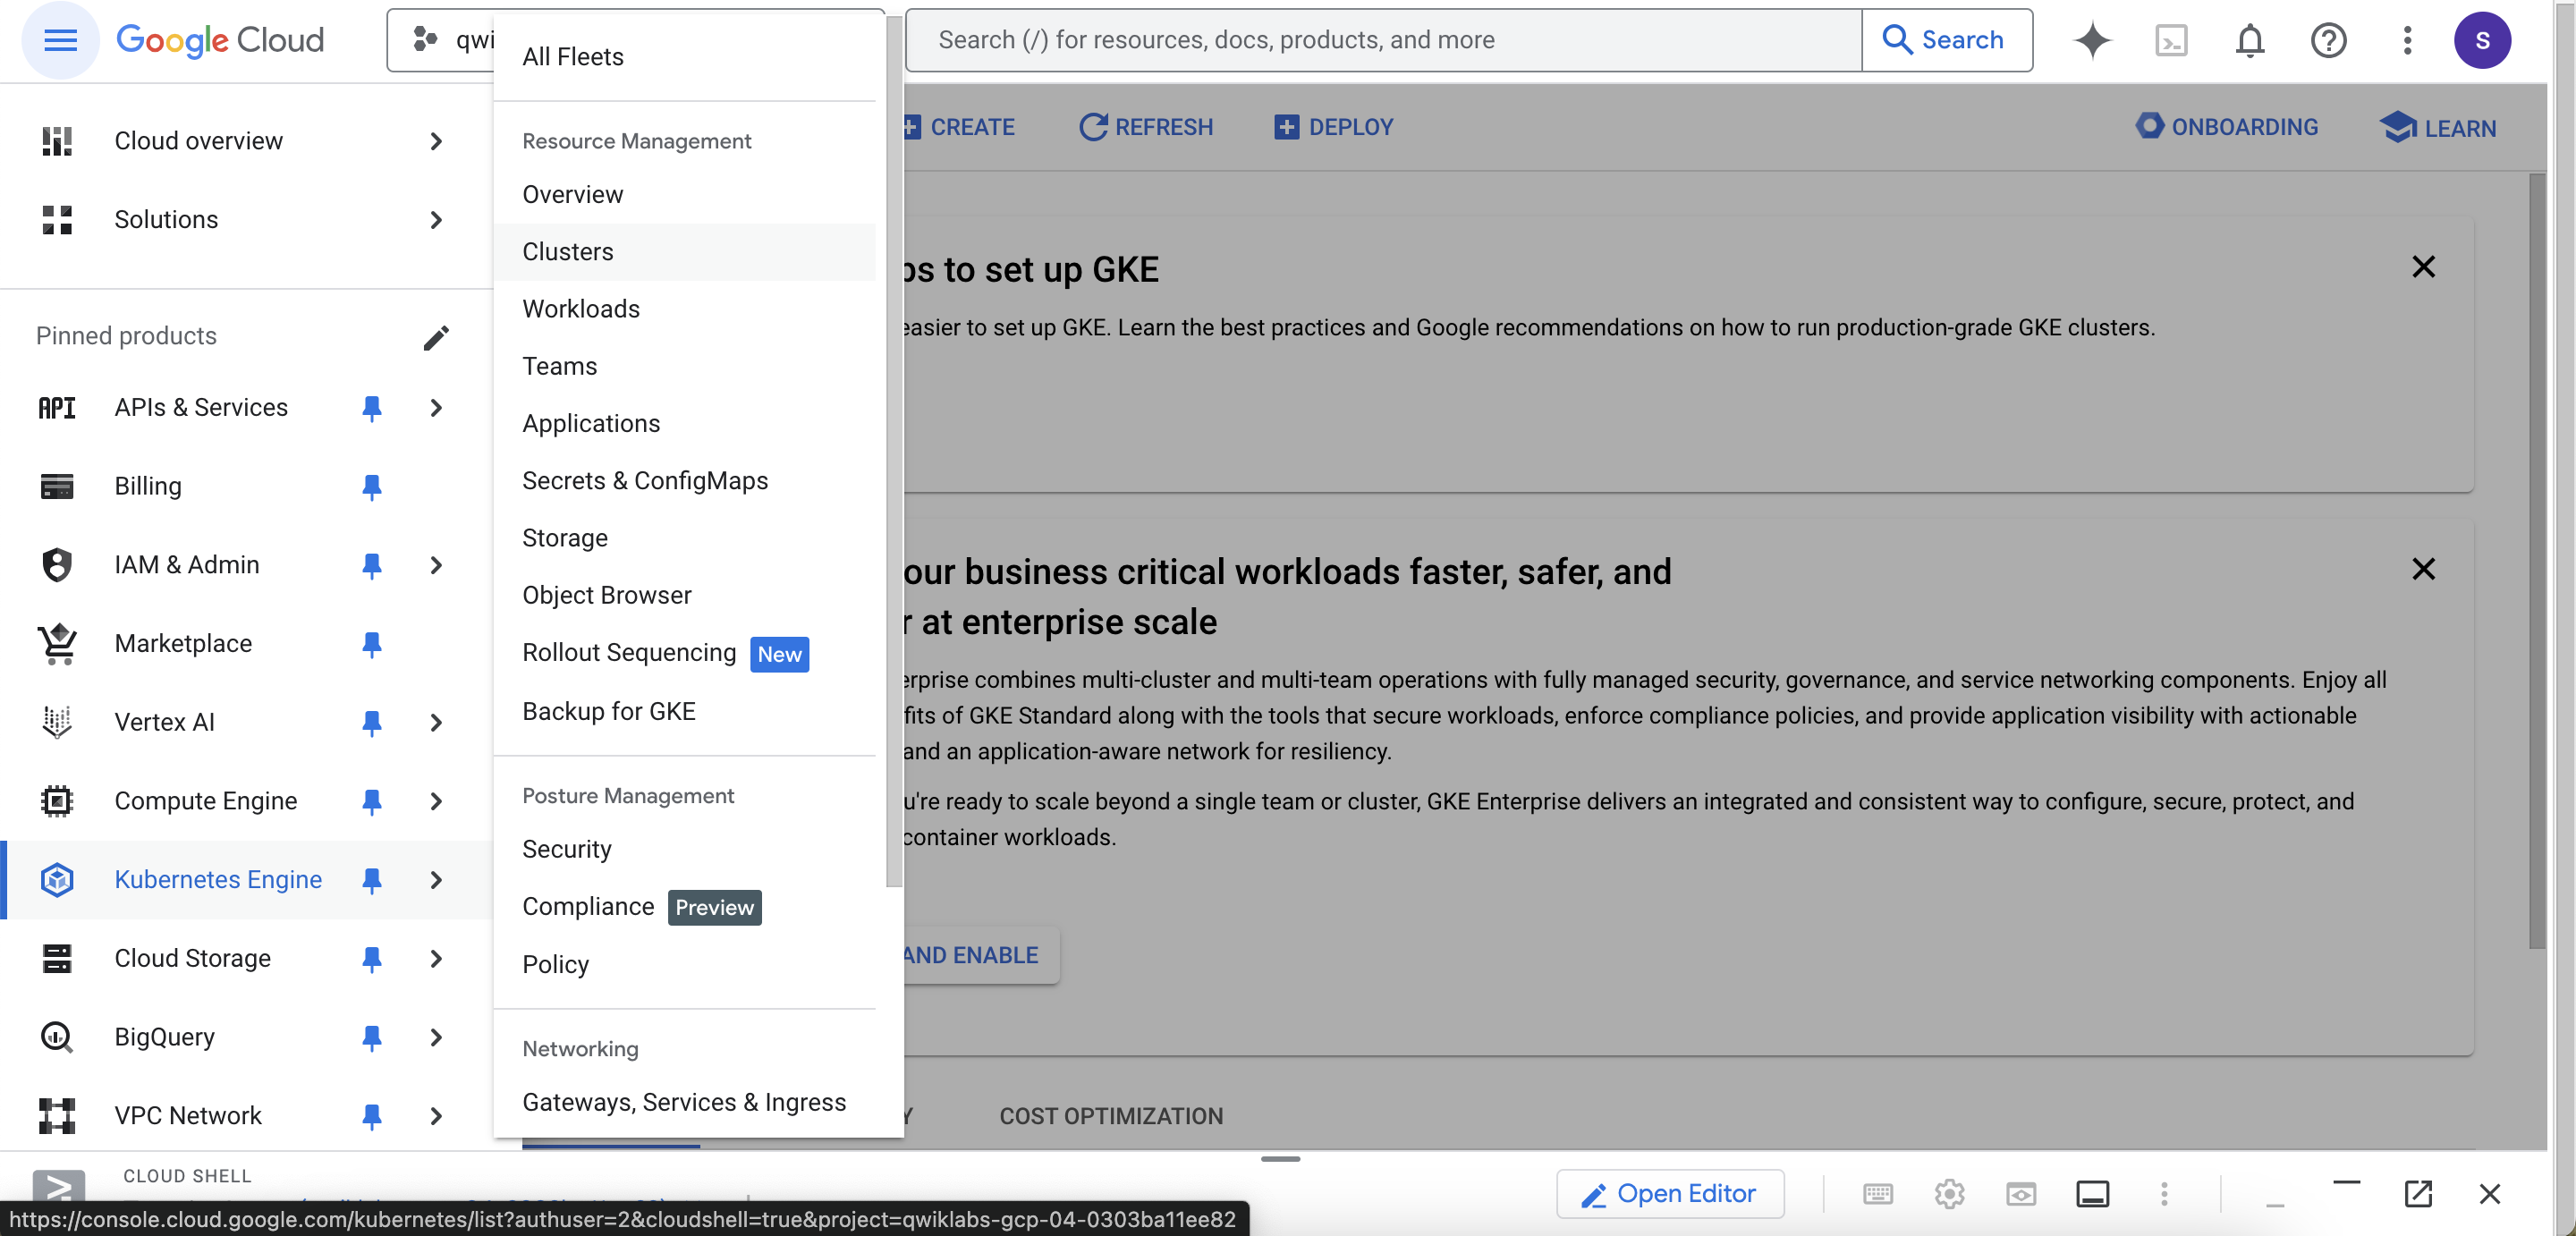 Google Cloud
qwi
Search (/) for resources, docs, products, and more
Search
S
Cloud overview
Solutions
Pinned products
API
APIs & Services
Billing
IAM & Admin
Marketplace
Vertex AI
Compute Engine
Kubernetes Engine
Cloud Storage
BigQuery
VPC Network
All Fleets
Resource Management
Overview
Clusters
Workloads
Teams
Applications
Secrets & ConfigMaps
Storage
Object Browser
Rollout Sequencing New
Backup for GKE
Posture Management
Security
Compliance Preview
Policy
Networking
Gateways, Services & Ingress
CREATE
REFRESH
DEPLOY
ONBOARDING
LEARN
ps to set up GKE
easier to set up GKE. Learn the best practices and Google recommendations on how to run production-grade GKE clusters.
our business critical workloads faster, safer, and
r at enterprise scale
erprise combines multi-cluster and multi-team operations with fully managed security, governance, and service networking components. Enjoy all
fits of GKE Standard along with the tools that secure workloads, enforce compliance policies, and provide application visibility with actionable
and an application-aware network for resiliency.
u're ready to scale beyond a single team or cluster, GKE Enterprise delivers an integrated and consistent way to configure, secure, protect, and
container workloads.
AND ENABLE
Y
COST OPTIMIZATION
CLOUD SHELL
Open Editor
https://console.cloud.google.com/kubernetes/list?authuser=2&cloudshell=true&project=qwiklabs-gcp-04-0303ba11ee82